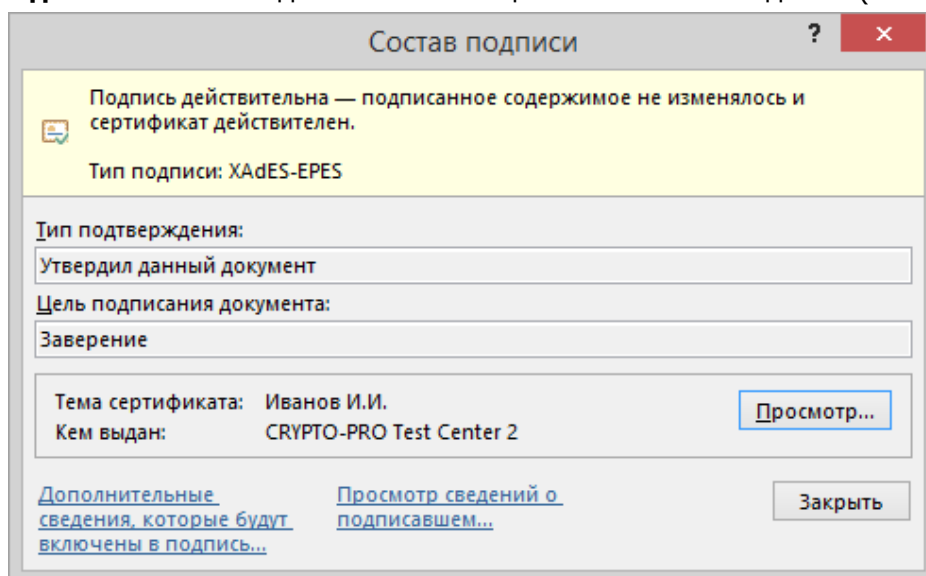 Состав подписи
?
×
Подпись действительна — подписанное содержимое не изменялось и
сертификат действителен.
Тип подписи: XAdES-EPES
Тип подтверждения:
Утвердил данный документ
Цель подписания документа:
Заверение
Тема сертификата: Иванов И.И.
Просмотр...
Кем выдан: CRYPTO-PRO Test Center 2
Дополнительные
сведения, которые будут
включены в подпись...
Просмотр сведений о
подписавшем...
Закрыть